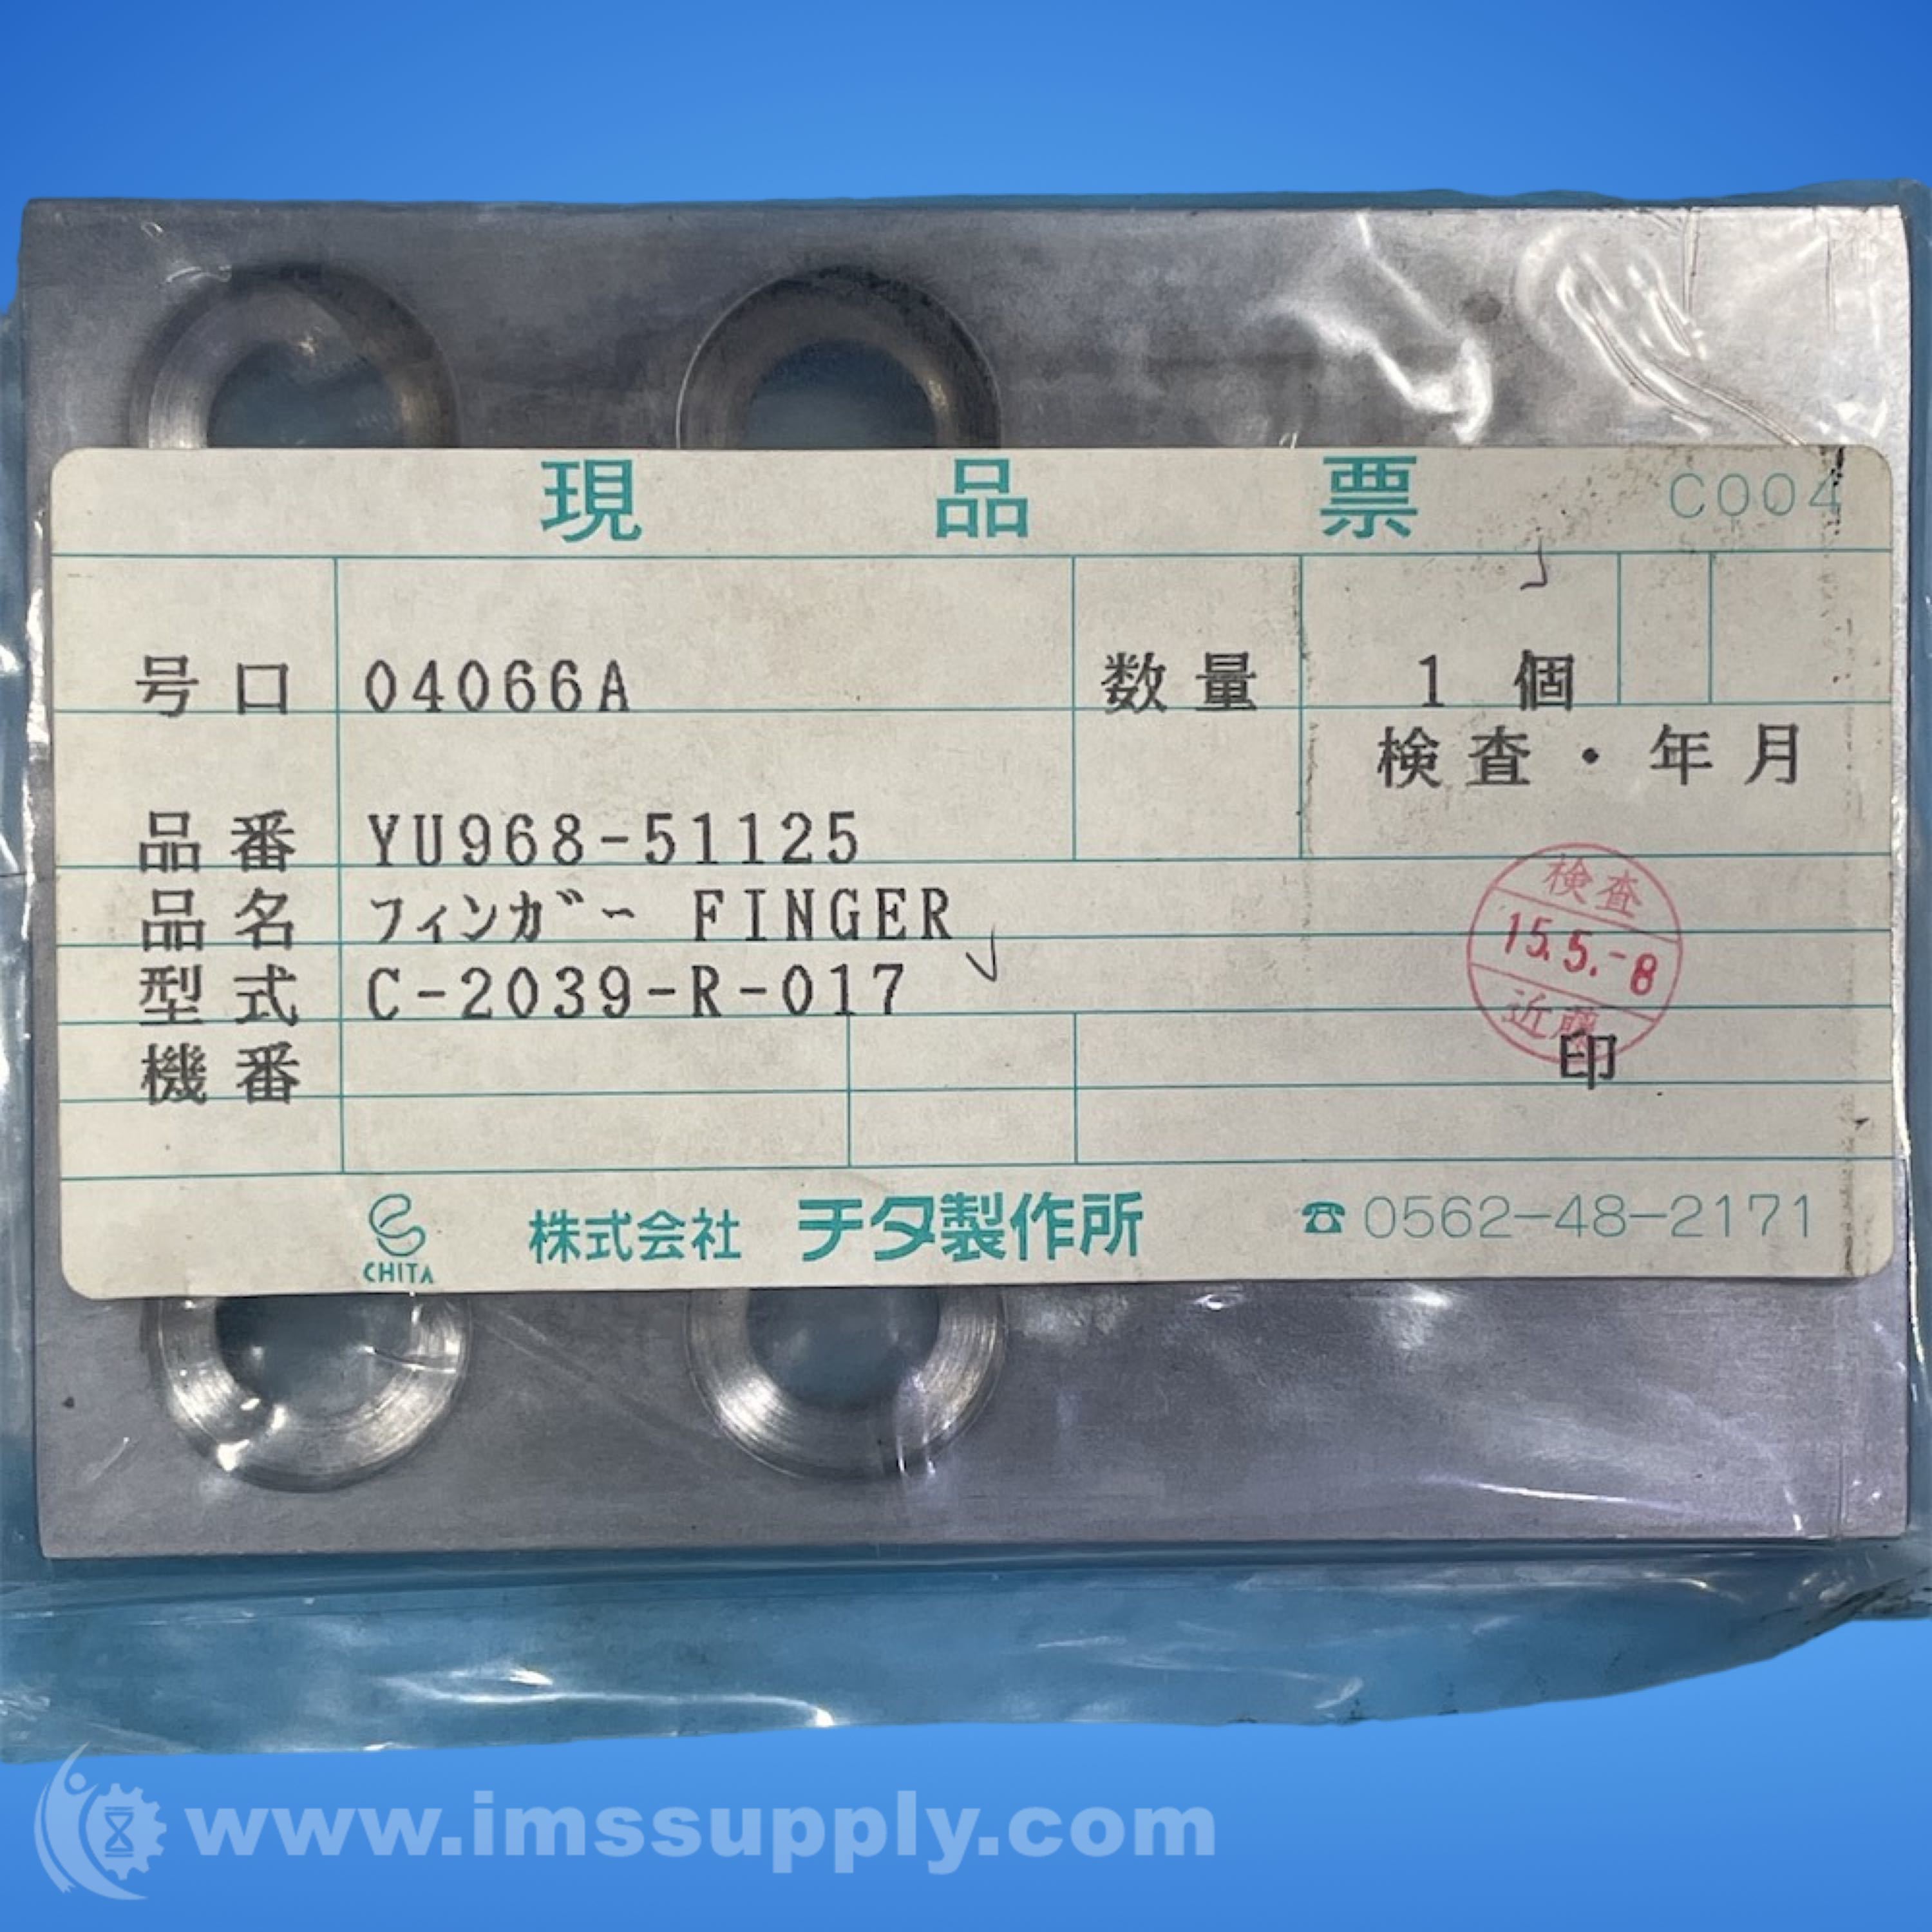 現品票 C004
号口 04066A 数量 1個
検査・年月
品番 YU968-51125
品名 フィンガー FINGER
型式 C-2039-R-017
機番
検査
15.5.-8
近藤
印
CHITA 株式会社 チタ製作所 ☎0562-48-2171
www.imssupply.com